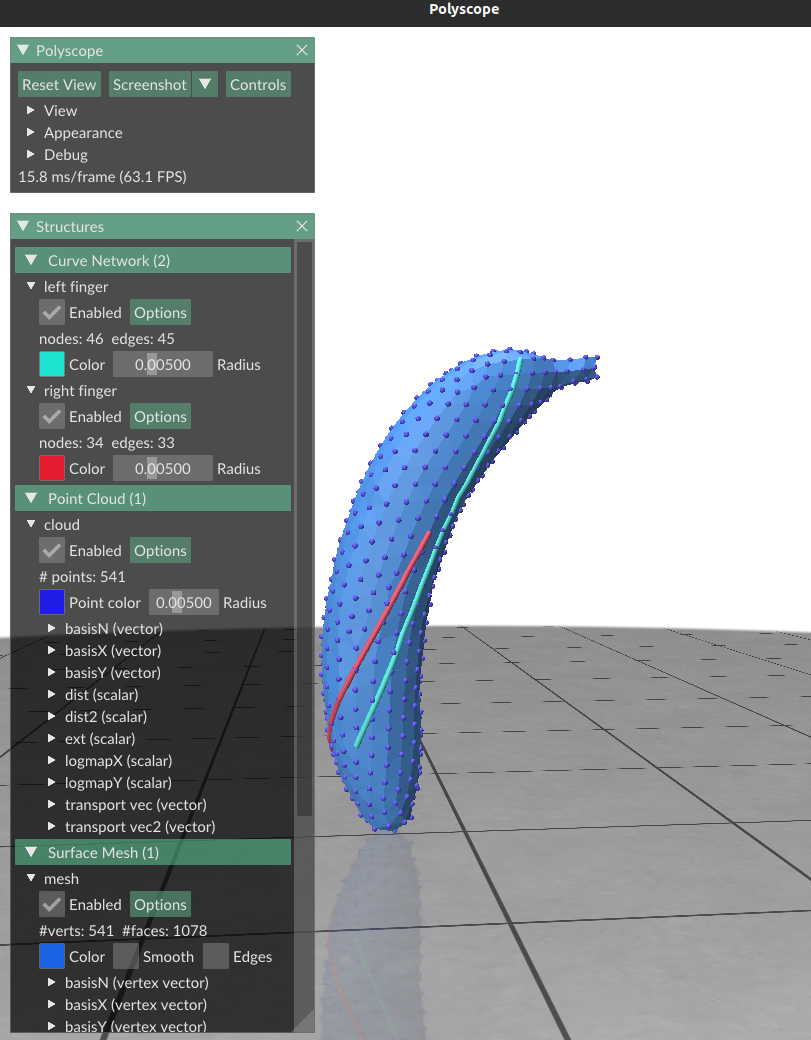 Polyscope
Polyscope
Reset View Screenshot Controls
View
Appearance
Debug
15.8 ms/frame (63.1 FPS)
Structures
Curve Network (2)
left finger
Enabled Options
nodes: 46 edges: 45
Color 0.00500 Radius
right finger
Enabled Options
nodes: 34 edges: 33
Color 0.00500 Radius
Point Cloud (1)
cloud
Enabled Options
# points: 541
Point color 0.00500 Radius
basisN (vector)
basisX (vector)
basisY (vector)
dist (scalar)
dist2 (scalar)
ext (scalar)
logmapX (scalar)
logmapY (scalar)
transport vec (vector)
transport vec2 (vector)
Surface Mesh (1)
mesh
Enabled Options
#verts: 541 #faces: 1078
Color Smooth Edges
basisN (vertex vector)
basisX (vertex vector)
basisY (vertex vector)